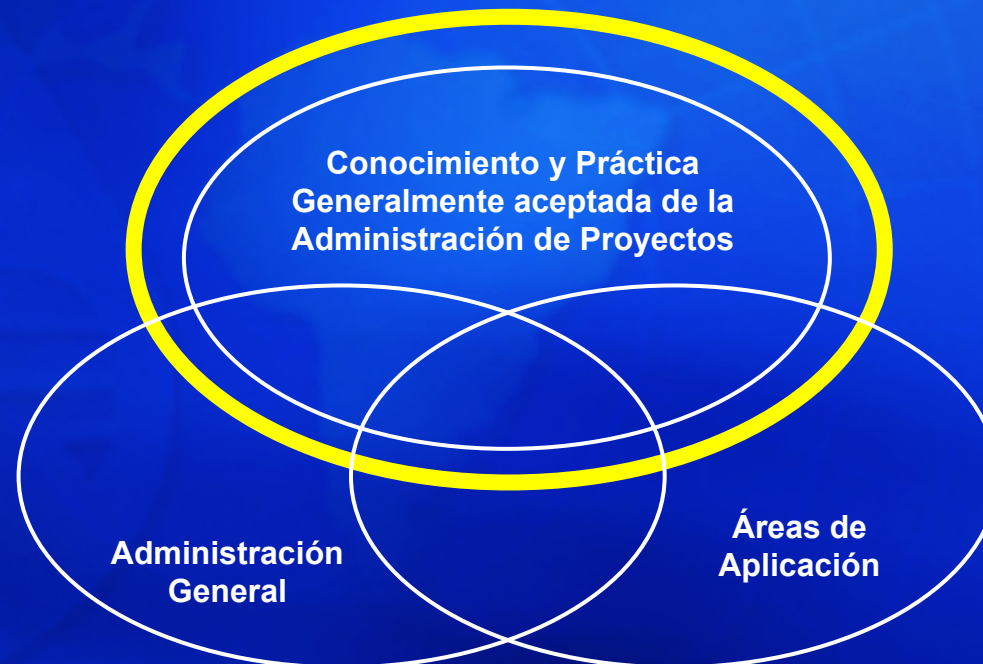 Conocimiento y Práctica
Generalmente aceptada de la
Administración de Proyectos
Administración
General
Áreas de
Aplicación